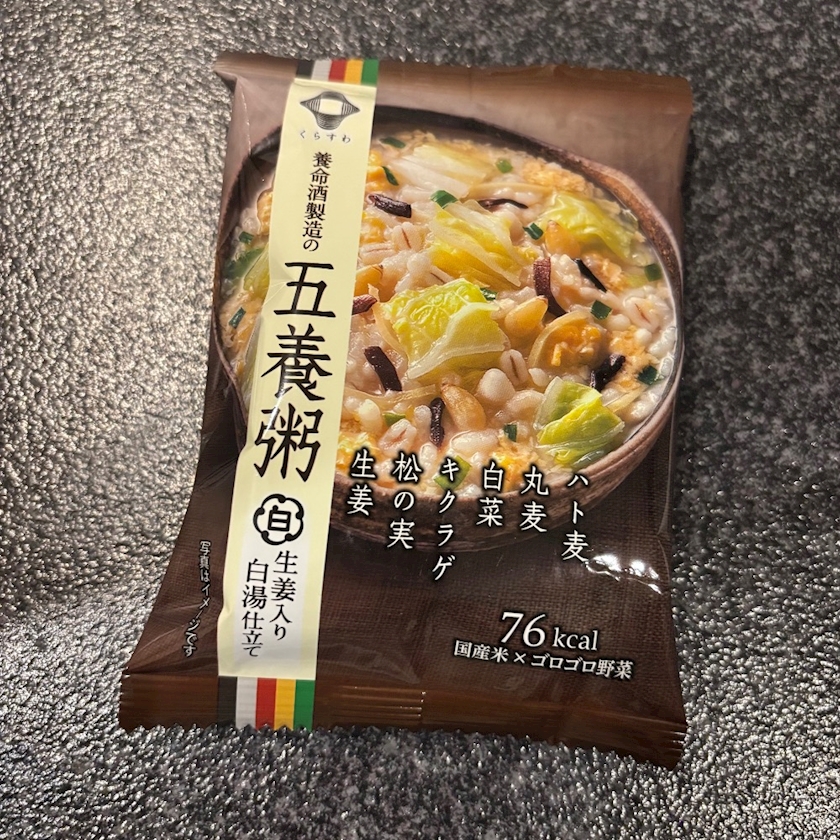 くらすわ
養命酒製造の
五養粥
白
生姜入り
白湯仕立て
写真はイメージです
ハト麦
丸麦
白菜
キクラゲ
松の実
生姜
76 kcal
国産米×ゴロゴロ野菜